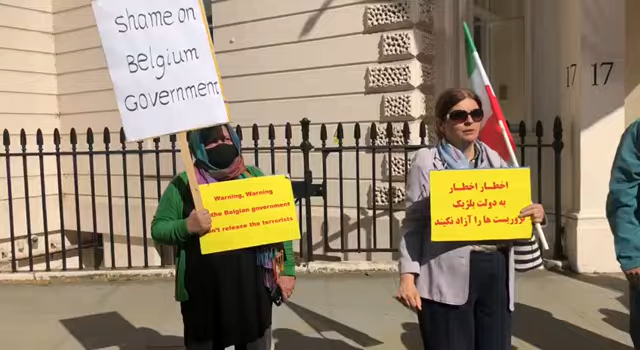 Shame on
Belgium
Government
Warning, Warning
the Belgian government
release the terrorists
اخطار اخطار
به دولت بلژیک
تروریست ها را آزاد نکنید
17
17